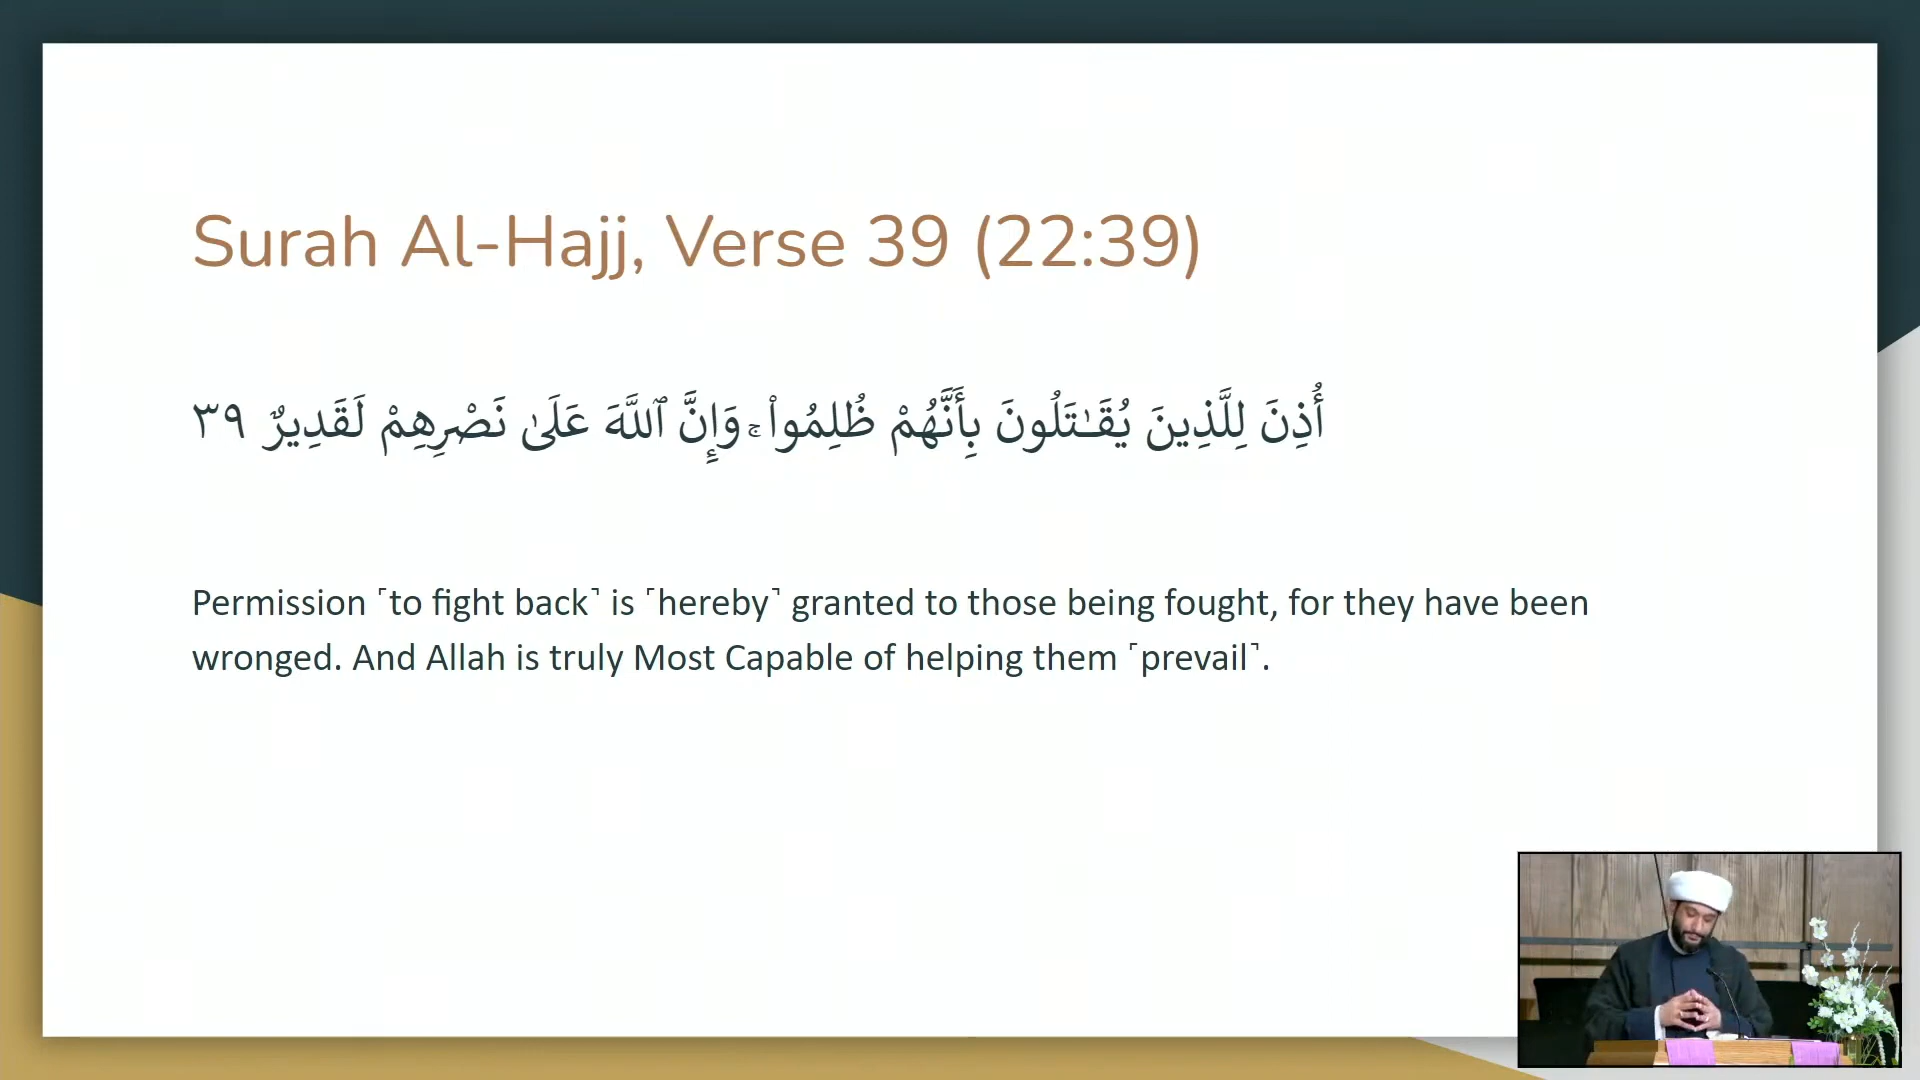 Surah Al-Hajj, Verse 39 (22:39)
أُذِنَ لِلَّذِينَ يُقَـٰتَلُونَ بِأَنَّهُمْ ظُلِمُوا۟ ۚ وَإِنَّ ٱللَّهَ عَلَىٰ نَصْرِهِمْ لَقَدِيرٌ ٣٩
Permission ˹to fight back˺ is ˹hereby˺ granted to those being fought, for they have been
wronged. And Allah is truly Most Capable of helping them ˹prevail˺.